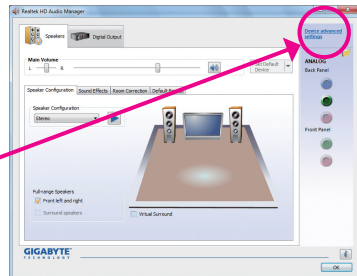 Realtek HD Audio Manager
Speakers
Digital Output
Device advanced
settings
Main Volume
L
R
Set Default
Device
ANALOG
Back Panel
Speaker Configuration
Sound Effects
Room Correction
Default Format
Speaker Configuration
Stereo
Front Panel
Full-range Speakers
Front left and right
Surround speakers
Virtual Surround
GIGABYTE
TECHNOLOGY
OK